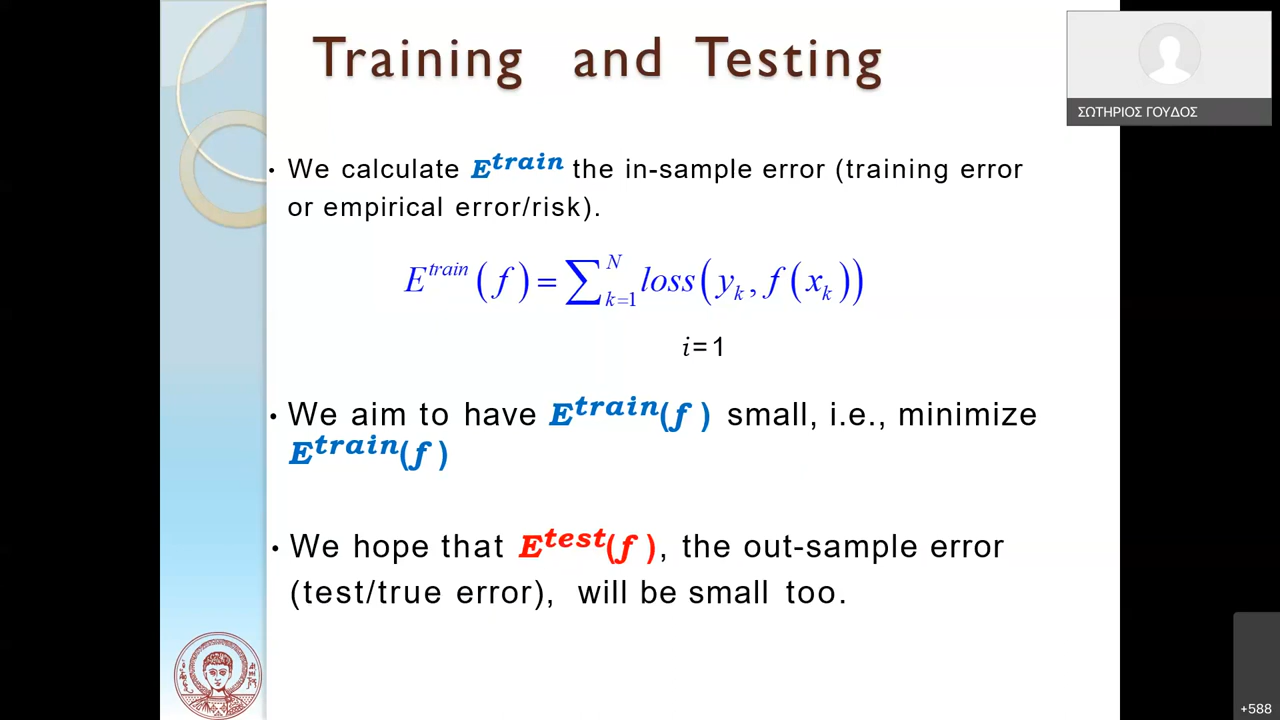 Training and Testing
ΣΩΤΗΡΙΟΣ ΓΟΥΔΟΣ
• We calculate E^train the in-sample error (training error
or empirical error/risk).
E^train (f) = ∑_{k=1}^{N} loss(y_k, f(x_k))
i=1
• We aim to have E^train(f ) small, i.e., minimize
E^train(f )
• We hope that E^test(f ), the out-sample error
(test/true error), will be small too.
+588